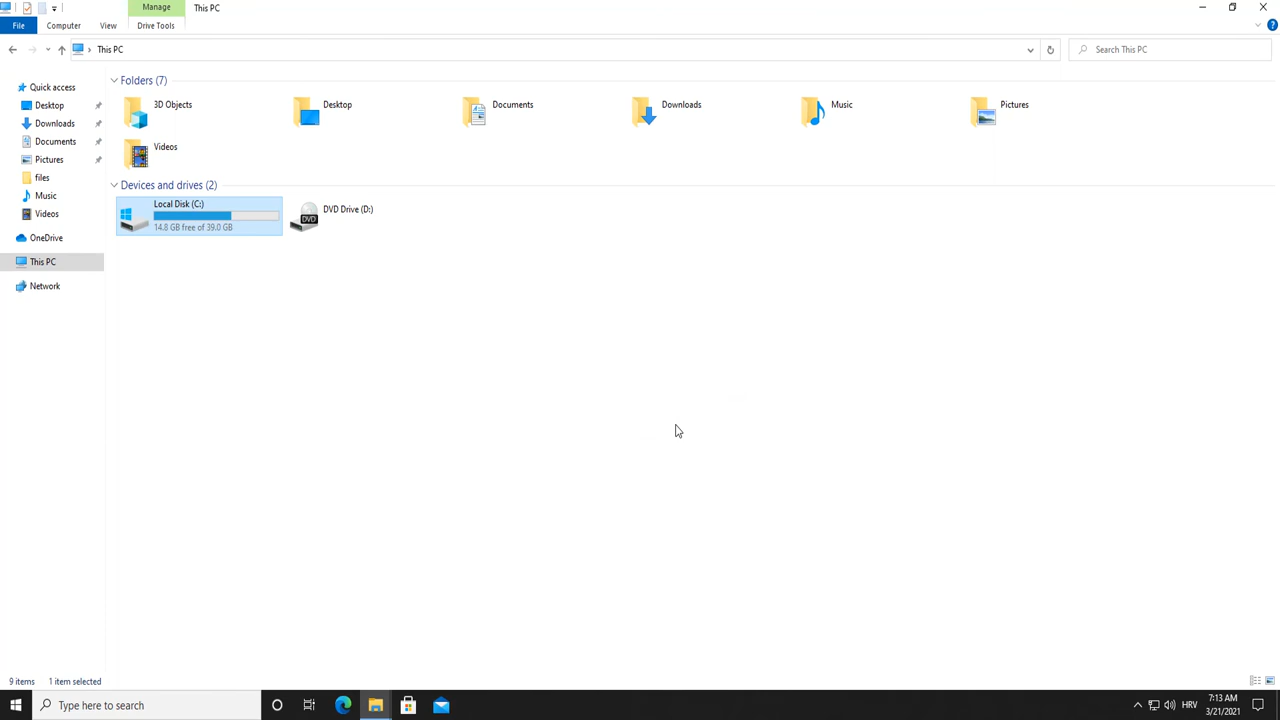 Manage
This PC
File
Computer
View
Drive Tools
This PC
Search This PC
Quick access
Desktop
Downloads
Documents
Pictures
files
Music
Videos
OneDrive
This PC
Network
Folders (7)
3D Objects
Desktop
Documents
Downloads
Music
Pictures
Videos
Devices and drives (2)
Local Disk (C:)
14.8 GB free of 39.0 GB
DVD
DVD Drive (D:)
9 items
1 item selected
Type here to search
HRV
7:13 AM
3/21/2021